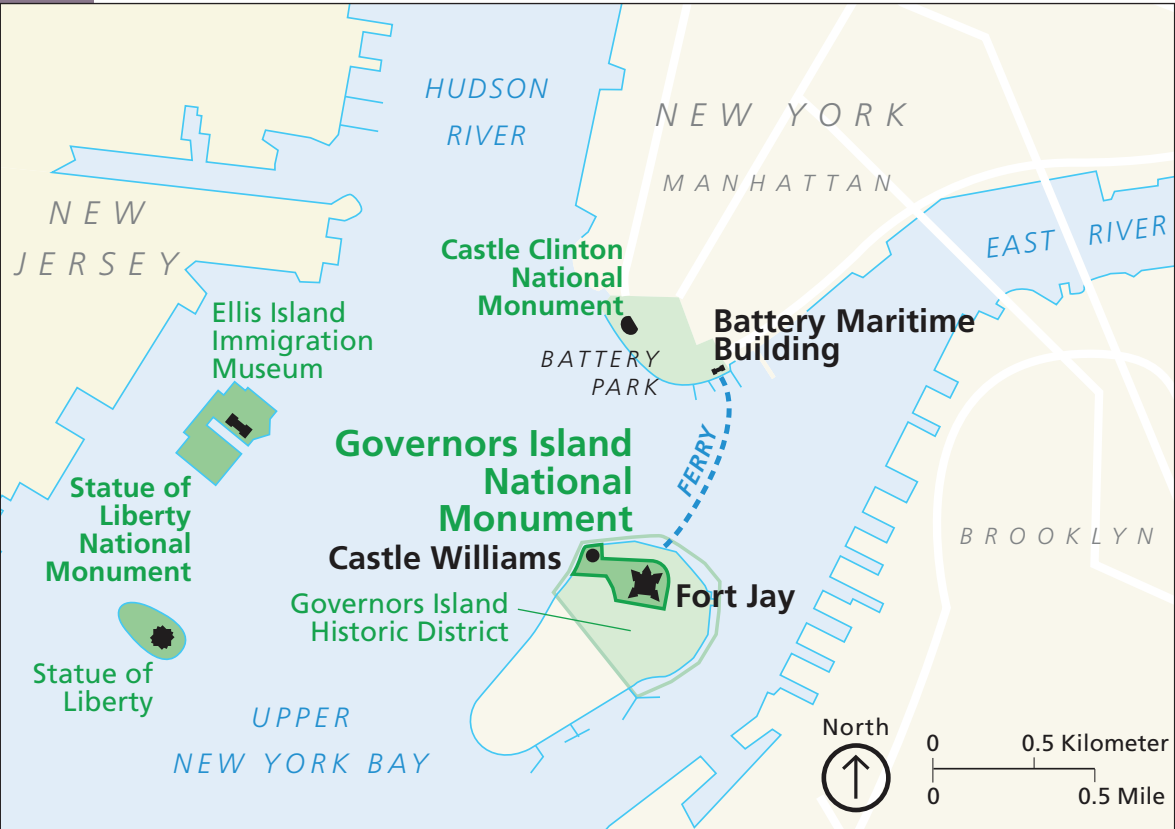 HUDSON
RIVER
NEW YORK
MANHATTAN
NEW
JERSEY
EAST RIVER
Castle Clinton
National
Monument
Ellis Island
Immigration
Museum
Battery Maritime
Building
BATTERY
PARK
Governors Island
National
Monument
FERRY
Statue of
Liberty
National
Monument
Castle Williams
BROOKLYN
Fort Jay
Governors Island
Historic District
Statue of
Liberty
UPPER
NEW YORK BAY
North
0 0.5 Kilometer
0 0.5 Mile